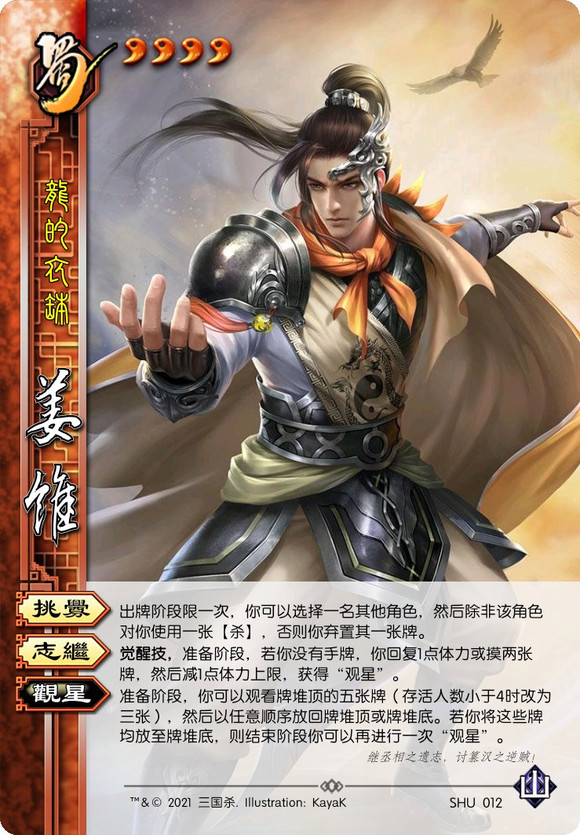 蜀
龍的衣缽
姜維
挑釁
出牌阶段限一次，你可以选择一名其他角色，然后除非该角色
对你使用一张【杀】，否则你弃置其一张牌。
志繼
觉醒技，准备阶段，若你没有手牌，你回复1点体力或摸两张
牌，然后减1点体力上限，获得“观星”。
觀星
准备阶段，你可以观看牌堆顶的五张牌（存活人数小于4时改为
三张），然后以任意顺序放回牌堆顶或牌堆底。若你将这些牌
均放至牌堆底，则结束阶段你可以再进行一次“观星”。
继丞相之遗志，讨篡汉之逆贼！
™&© 2021 三国杀. Illustration: KayaK
SHU 012
山